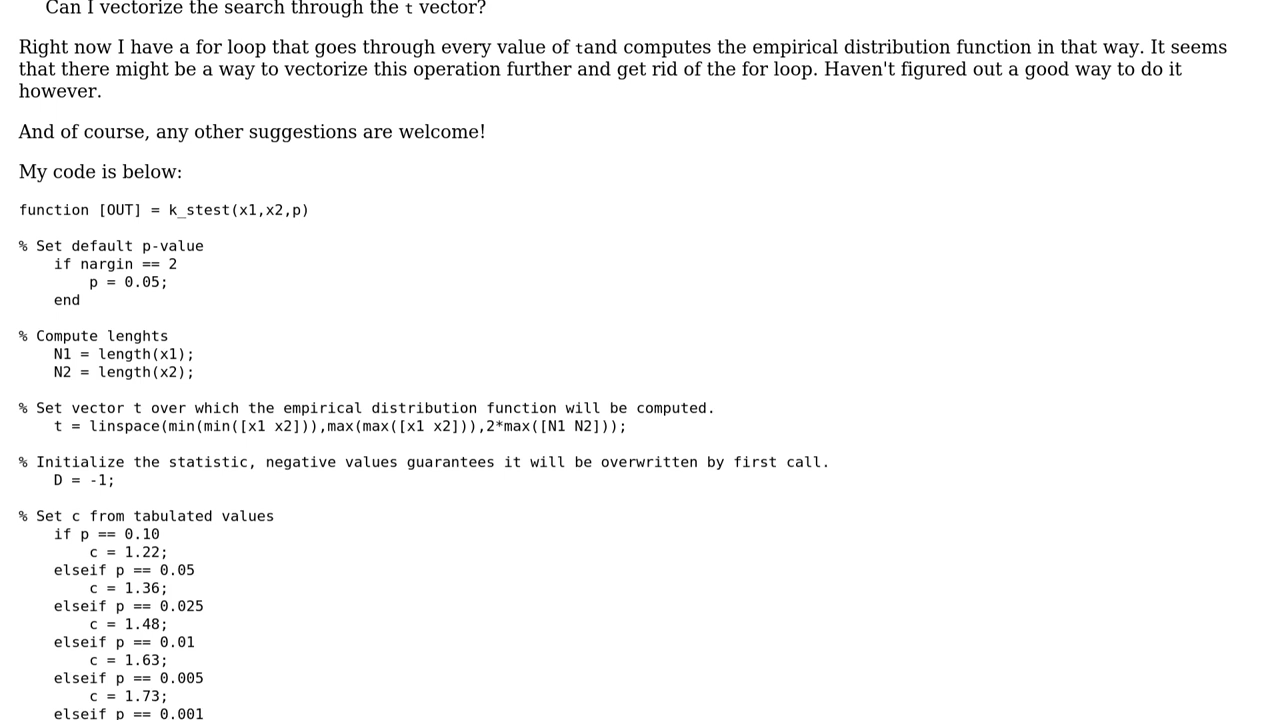 Can I vectorize the search through the t vector?
Right now I have a for loop that goes through every value of tand computes the empirical distribution function in that way. It seems
that there might be a way to vectorize this operation further and get rid of the for loop. Haven't figured out a good way to do it
however.
And of course, any other suggestions are welcome!
My code is below:
function [OUT] = k_stest(x1,x2,p)
% Set default p-value
if nargin == 2
p = 0.05;
end
% Compute lenghts
N1 = length(x1);
N2 = length(x2);
% Set vector t over which the empirical distribution function will be computed.
t = linspace(min(min([x1 x2])),max(max([x1 x2])),2*max([N1 N2]));
% Initialize the statistic, negative values guarantees it will be overwritten by first call.
D = -1;
% Set c from tabulated values
if p == 0.10
c = 1.22;
elseif p == 0.05
c = 1.36;
elseif p == 0.025
c = 1.48;
elseif p == 0.01
c = 1.63;
elseif p == 0.005
c = 1.73;
elseif p == 0.001